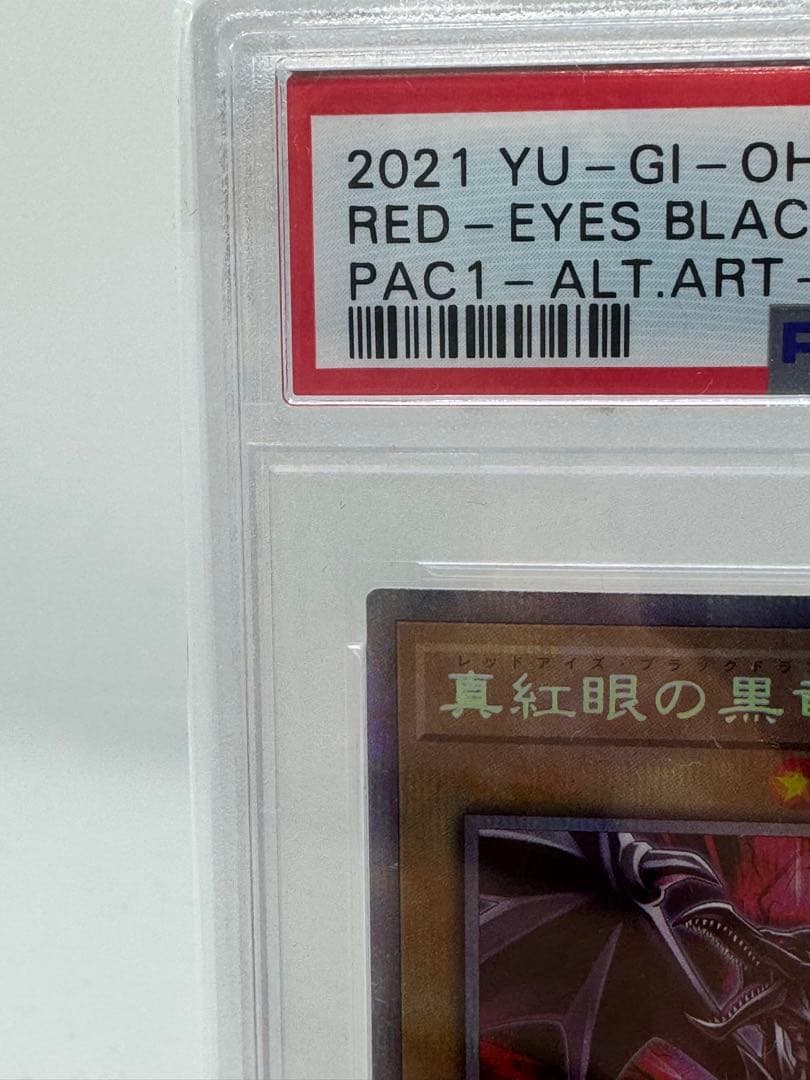 2021 YU-GI-OH
RED-EYES BLAC
PAC1-ALT.ART-
P
レッドアイズ・ブラックドラ
真紅眼の黒竜